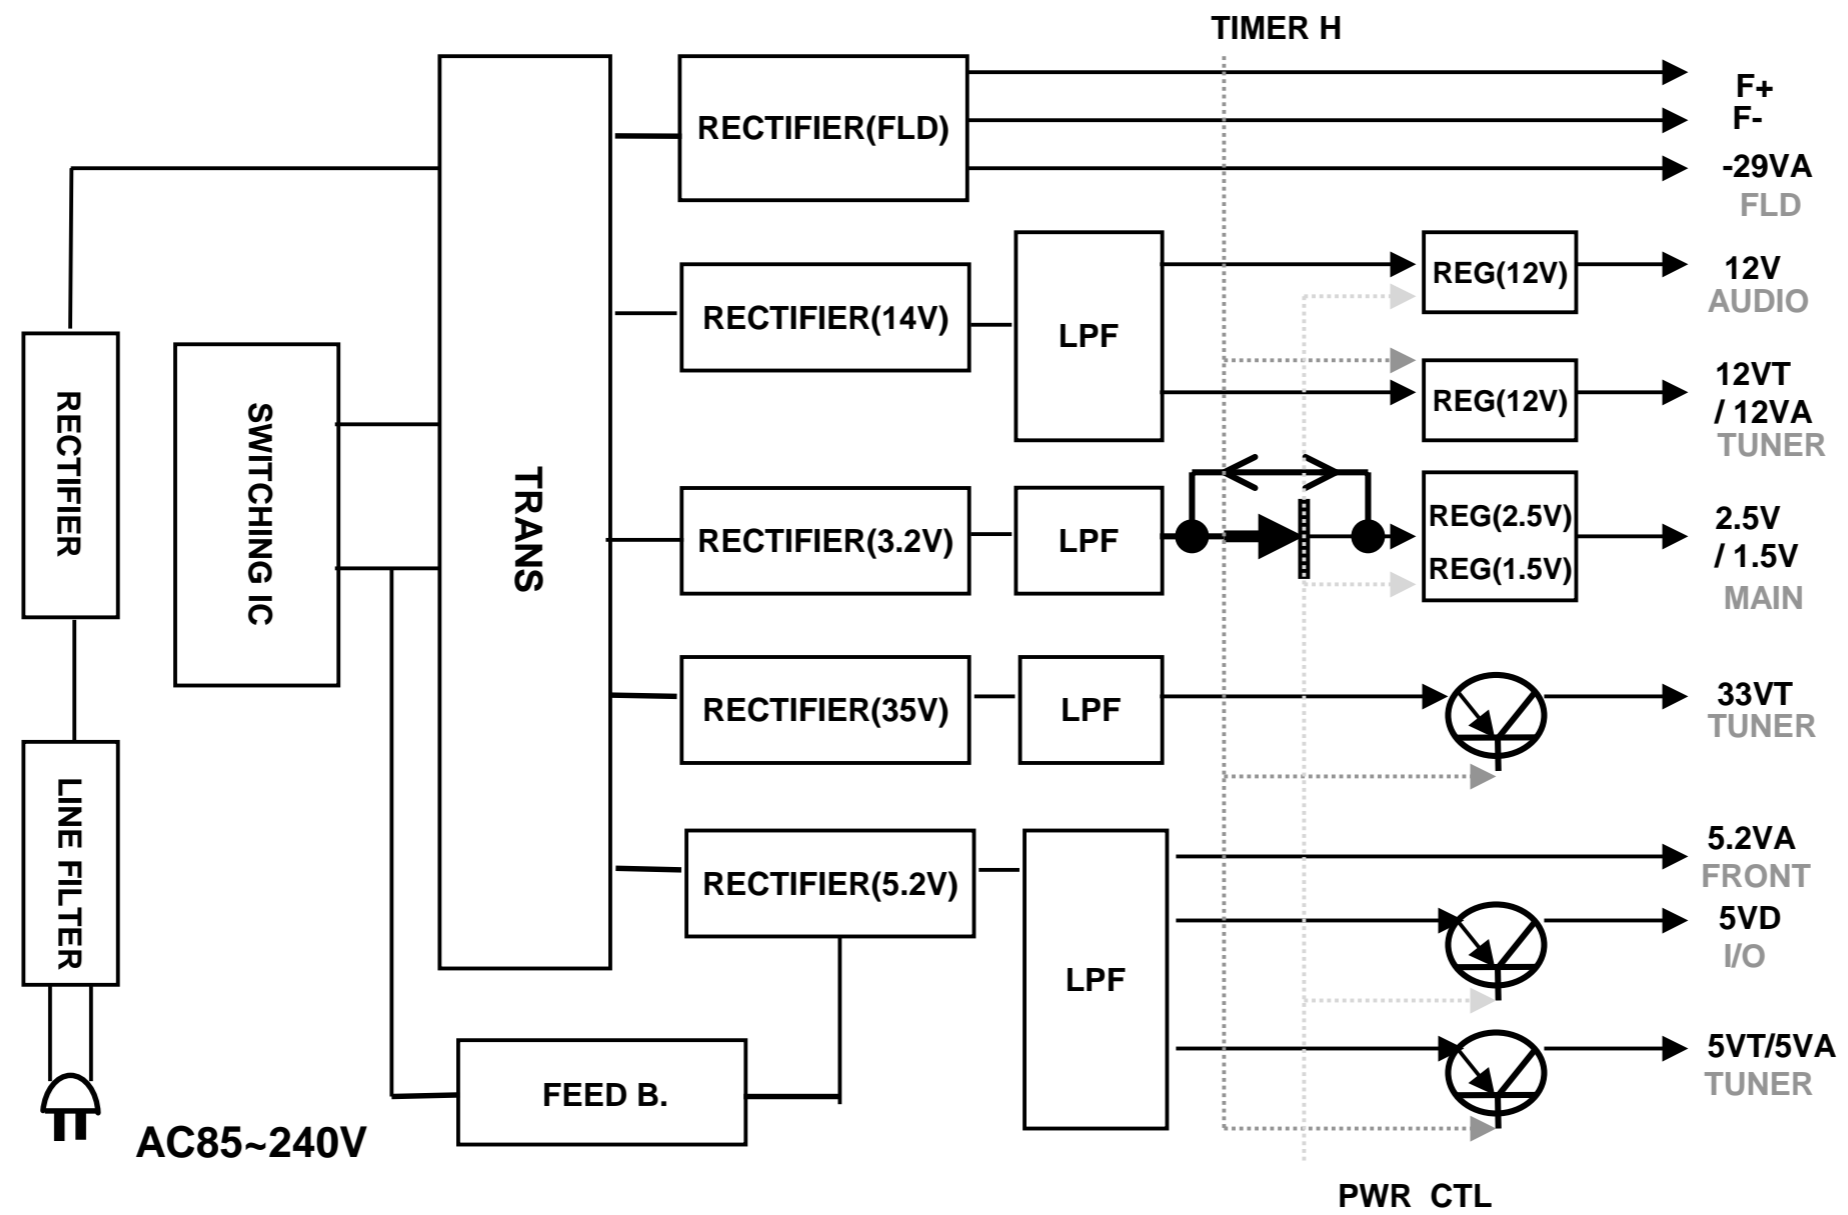 TIMER H
F+
F-
-29VA
FLD
RECTIFIER(FLD)
RECTIFIER(14V)
LPF
REG(12V)
12V
AUDIO
REG(12V)
12VT
/ 12VA
TUNER
RECTIFIER
SWITCHING IC
TRANS
RECTIFIER(3.2V)
LPF
REG(2.5V)
REG(1.5V)
2.5V
/ 1.5V
MAIN
RECTIFIER(35V)
LPF
33VT
TUNER
LINE FILTER
RECTIFIER(5.2V)
LPF
5.2VA
FRONT
5VD
I/O
5VT/5VA
TUNER
FEED B.
AC85~240V
PWR CTL